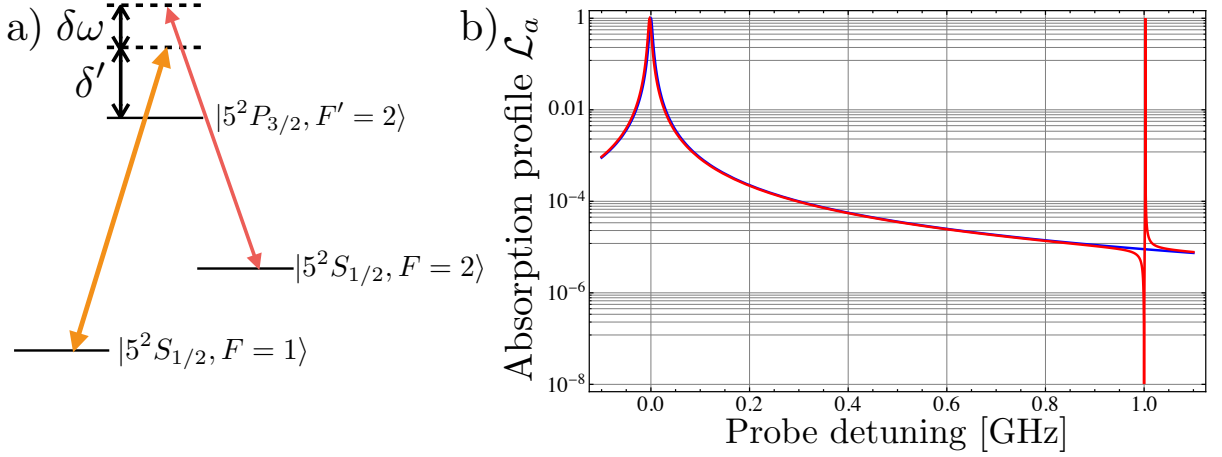 a) δω
δ′
|5²P₃/₂, F′ = 2⟩
|5²S₁/₂, F = 2⟩
|5²S₁/₂, F = 1⟩
b)
Absorption profile 𝓛ₐ
1
0.01
10⁻⁴
10⁻⁶
10⁻⁸
0.0 0.2 0.4 0.6 0.8 1.0
Probe detuning [GHz]